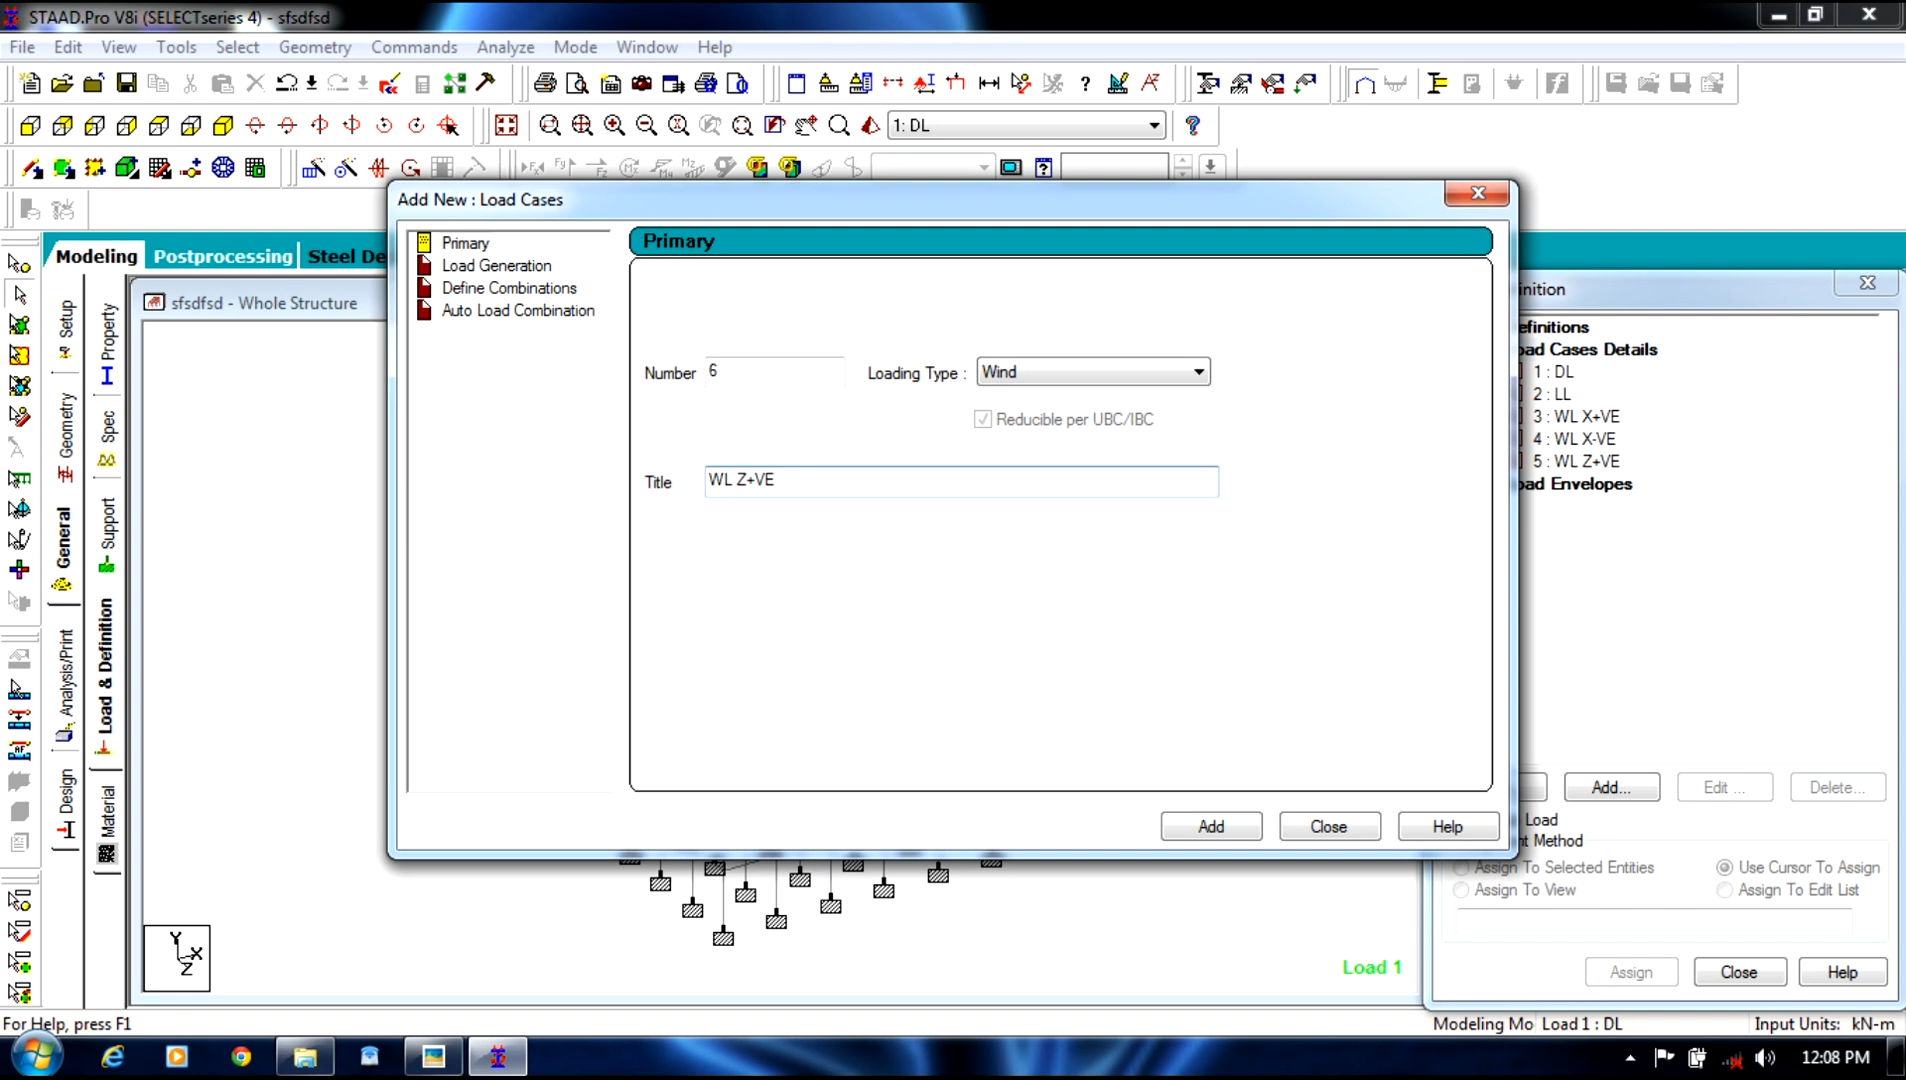 STAAD.Pro V8i (SELECTseries 4) - sfsdfsd
File Edit View Tools Select Geometry Commands Analyze Mode Window Help
1: DL
Add New : Load Cases
Primary
Load Generation
Define Combinations
Auto Load Combination
Primary
Number 6 Loading Type : Wind
Reducible per UBC/IBC
Title WL Z+VE
Add Close Help
Modeling Postprocessing Steel De
sfsdfsd - Whole Structure
Setup
Geometry
General
Analysis/Print
Design
Property
Spec
Support
Load & Definition
Material
inition
efinitions
oad Cases Details
1 : DL
2 : LL
3 : WL X+VE
4 : WL X-VE
5 : WL Z+VE
oad Envelopes
Add... Edit ... Delete...
Load
nt Method
Assign To Selected Entities Use Cursor To Assign
Assign To View Assign To Edit List
Assign Close Help
Y
X
Z
Load 1
For Help, press F1 Modeling Mo Load 1 : DL Input Units: kN-m
12:08 PM